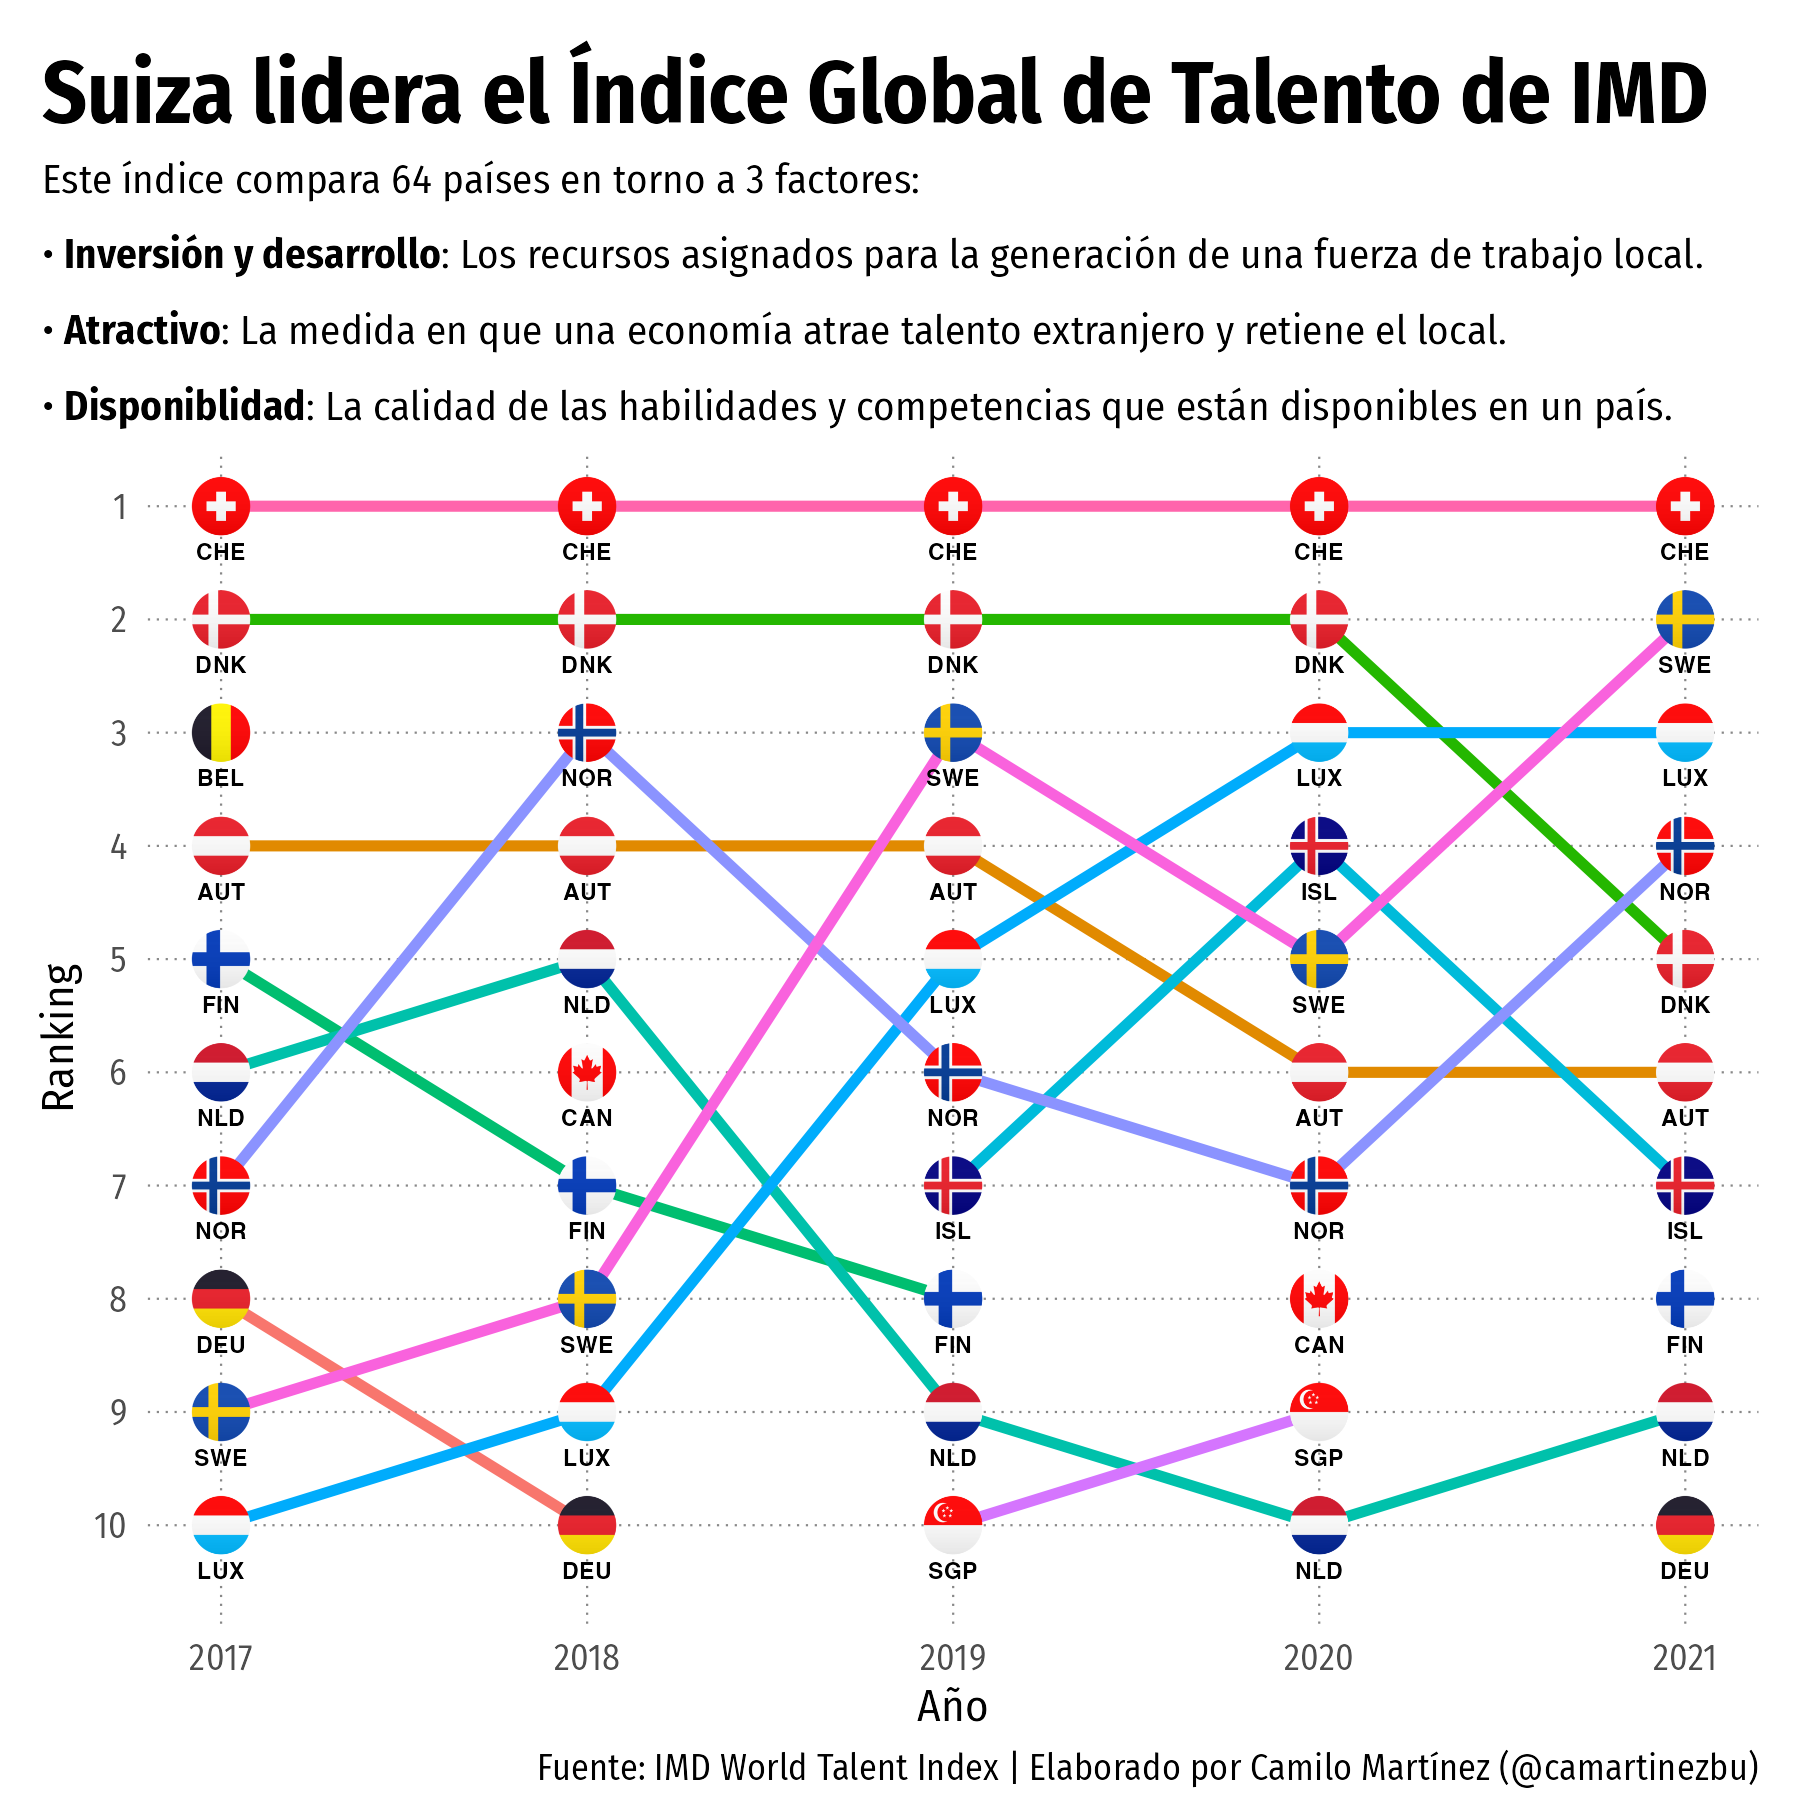 Suiza lidera el Índice Global de Talento de IMD
Este índice compara 64 países en torno a 3 factores:
• Inversión y desarrollo: Los recursos asignados para la generación de una fuerza de trabajo local.
• Atractivo: La medida en que una economía atrae talento extranjero y retiene el local.
• Disponiblidad: La calidad de las habilidades y competencias que están disponibles en un país.
Ranking
1
CHE CHE CHE CHE CHE
2
DNK DNK DNK DNK SWE
3
BEL NOR SWE LUX LUX
4
AUT AUT AUT ISL NOR
5
FIN NLD LUX SWE DNK
6
NLD CAN NOR AUT AUT
7
NOR FIN ISL NOR ISL
8
DEU SWE FIN CAN FIN
9
SWE LUX NLD SGP NLD
10
LUX DEU SGP NLD DEU
2017 2018 2019 2020 2021
Año
Fuente: IMD World Talent Index | Elaborado por Camilo Martínez (@camartinezbu)